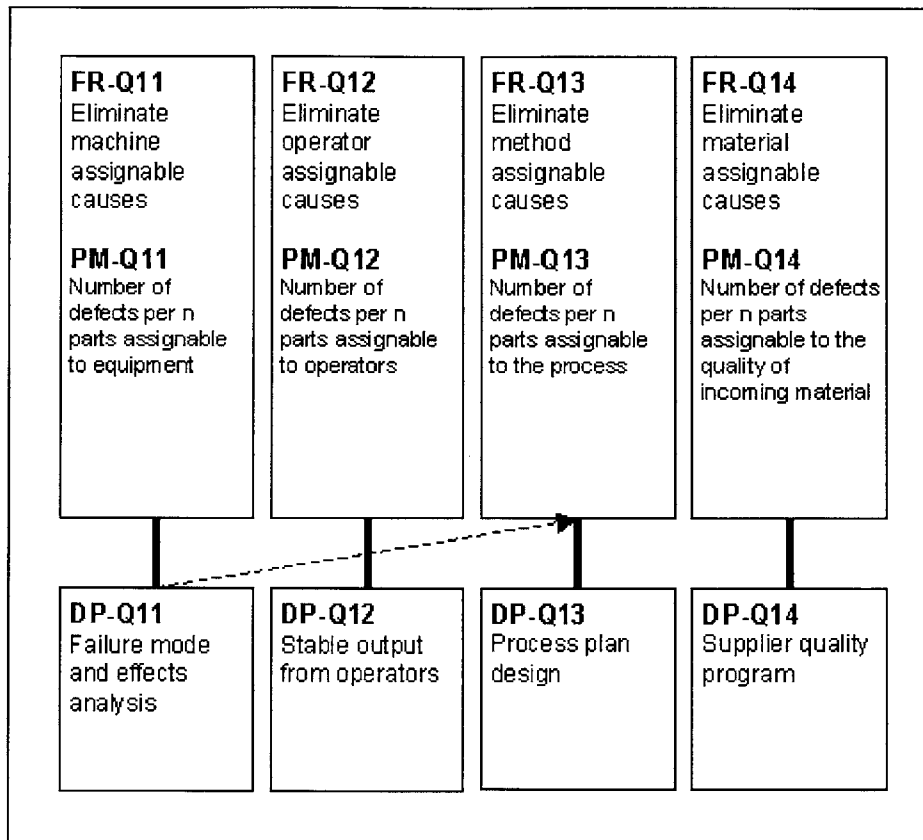 FR-Q11
Eliminate
machine
assignable
causes
PM-Q11
Number of
defects per n
parts assignable
to equipment
FR-Q12
Eliminate
operator
assignable
causes
PM-Q12
Number of
defects per n
parts assignable
to operators
FR-Q13
Eliminate
method
assignable
causes
PM-Q13
Number of
defects per n
parts assignable
to the process
FR-Q14
Eliminate
material
assignable
causes
PM-Q14
Number of defects
per n parts
assignable to the
quality of
incoming material
DP-Q11
Failure mode
and effects
analysis
DP-Q12
Stable output
from operators
DP-Q13
Process plan
design
DP-Q14
Supplier quality
program